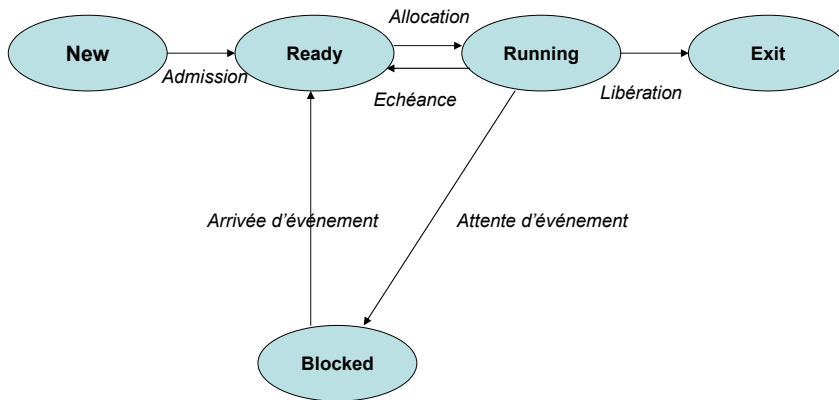 Allocation
New
Ready
Running
Exit
Admission
Echéance
Libération
Arrivée d'événement
Attente d'événement
Blocked